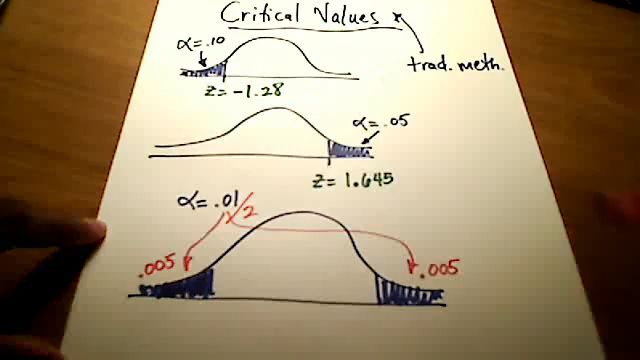 Critical Values *
trad. meth.
α=.10
z=-1.28
α=.05
z=1.645
α=.01/2
.005
.005